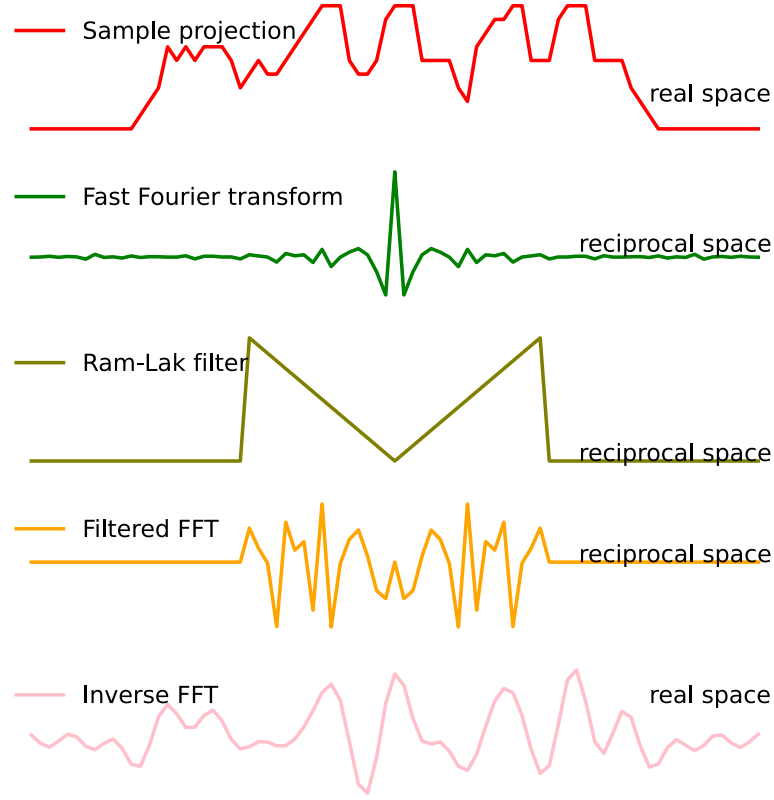 Sample projection
real space
Fast Fourier transform
reciprocal space
Ram-Lak filter
reciprocal space
Filtered FFT
reciprocal space
Inverse FFT
real space